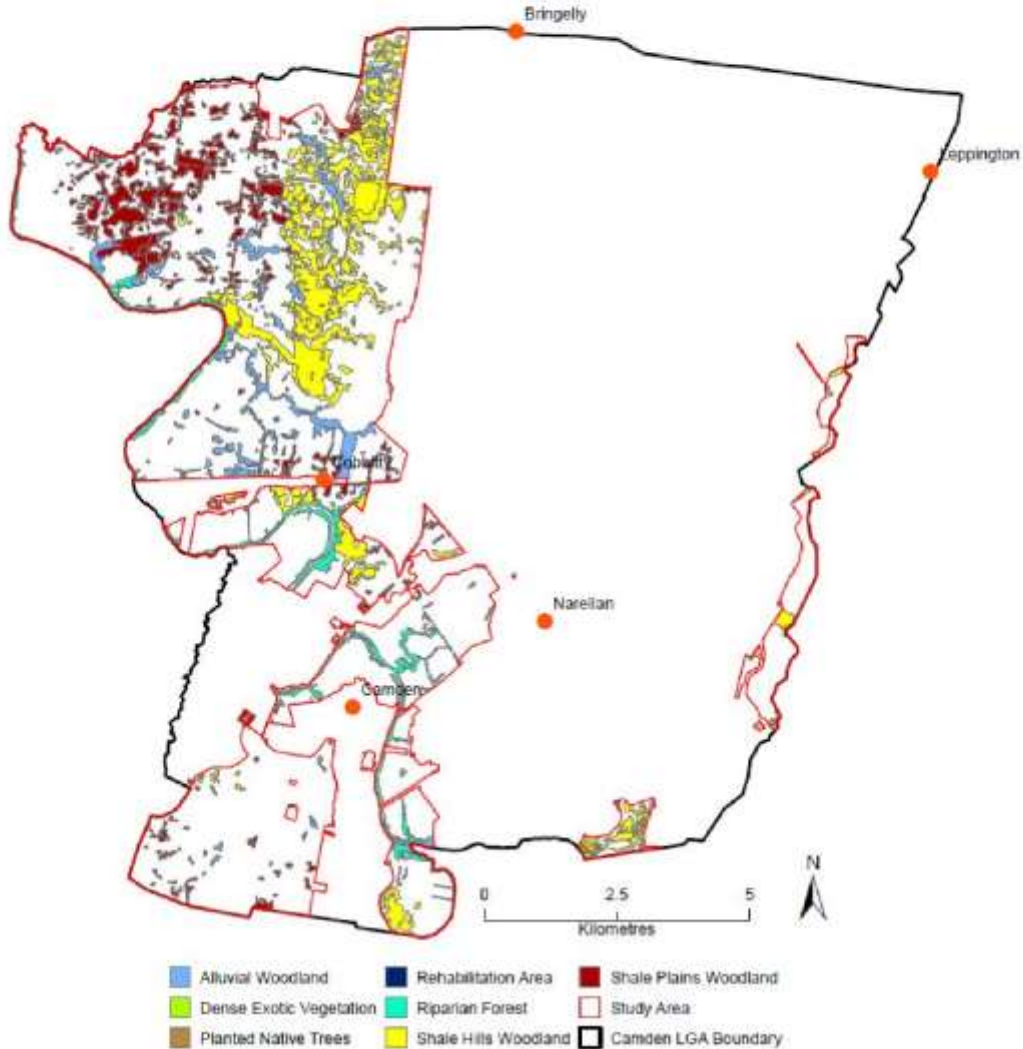 Bringelly
Leppington
Cobbitty
Narellan
Camden
N
0 2.5 5
Kilometres
Alluvial Woodland Rehabilitation Area Shale Plains Woodland
Dense Exotic Vegetation Riparian Forest Study Area
Planted Native Trees Shale Hills Woodland Camden LGA Boundary